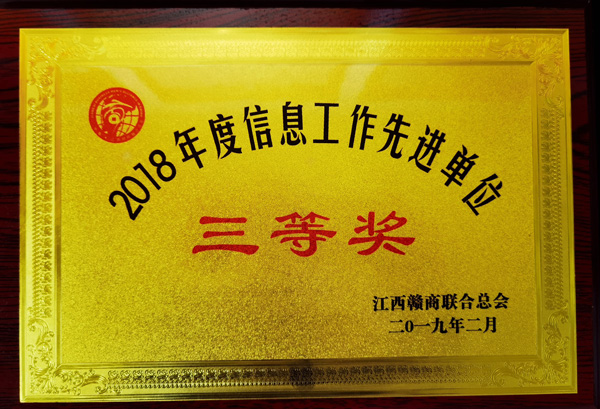 2018年度信息工作先进单位
三等奖
江西赣商联合总会
二0一九年二月